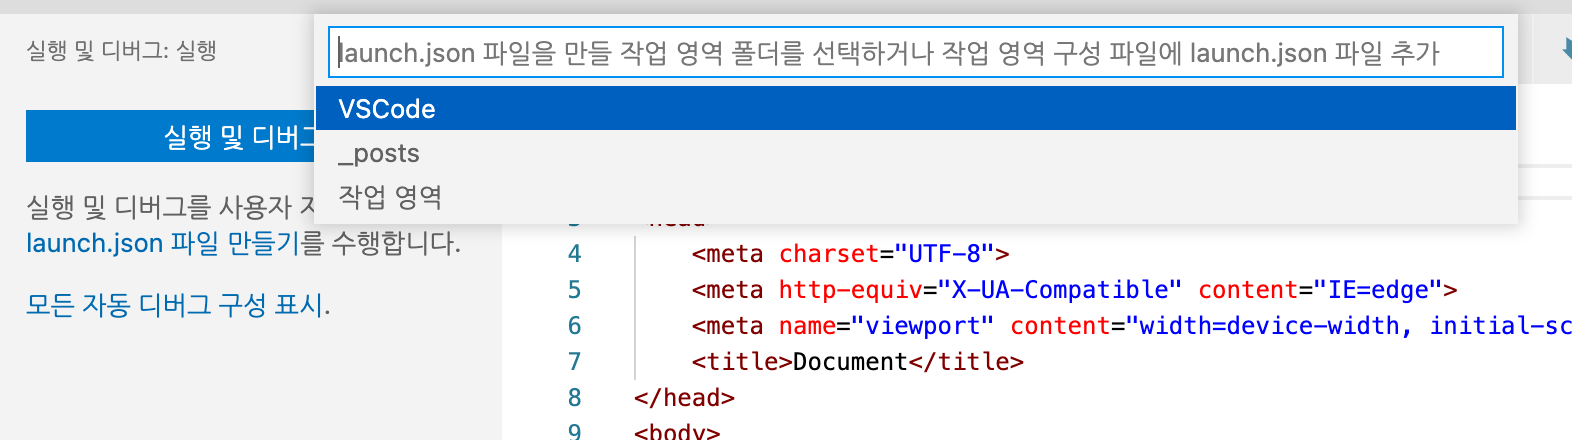 실행 및 디버그: 실행
launch.json 파일을 만들 작업 영역 폴더를 선택하거나 작업 영역 구성 파일에 launch.json 파일 추가
VSCode
_posts
작업 영역
실행 및 디버그
실행 및 디버그를 사용자 지
launch.json 파일 만들기를 수행합니다.
모든 자동 디버그 구성 표시.
4 <meta charset="UTF-8">
5 <meta http-equiv="X-UA-Compatible" content="IE=edge">
6 <meta name="viewport" content="width=device-width, initial-sc
7 <title>Document</title>
8 </head>
9 <body>